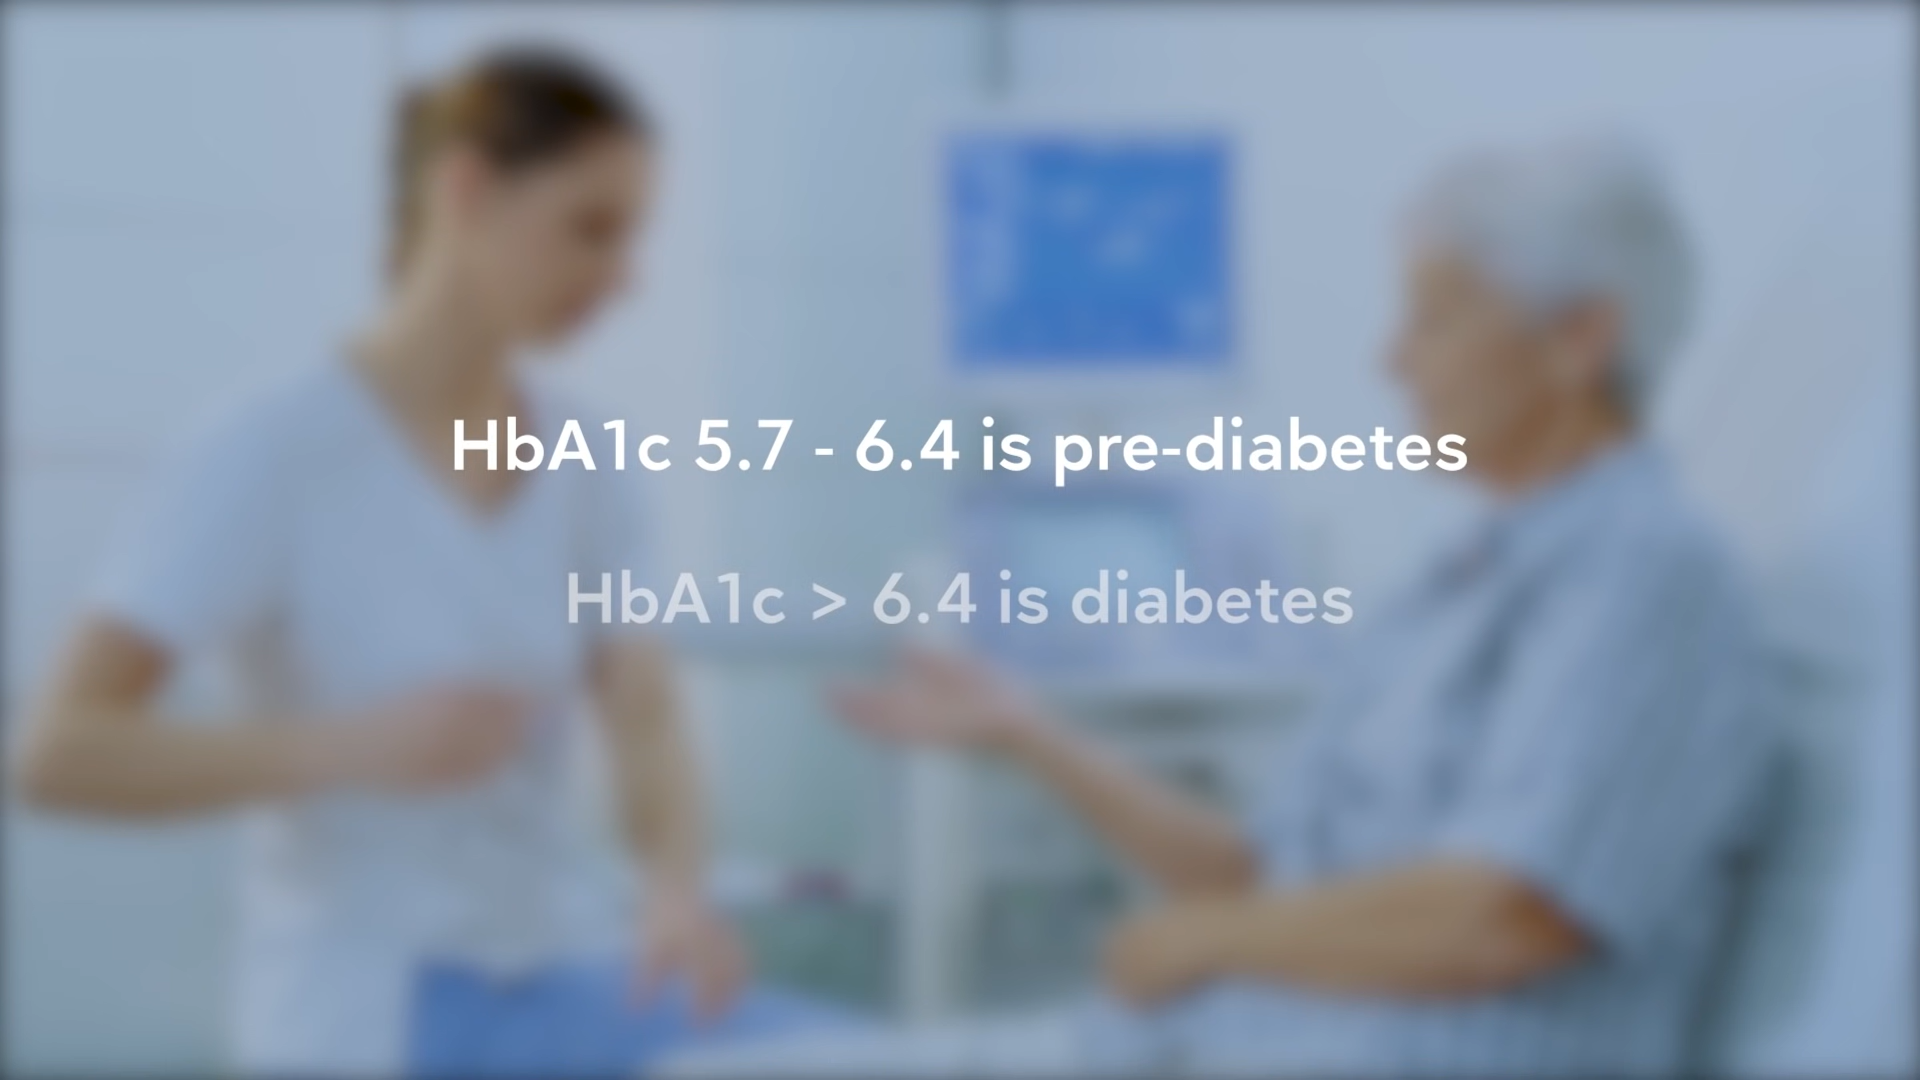 HbA1c 5.7 - 6.4 is pre-diabetes
HbA1c > 6.4 is diabetes